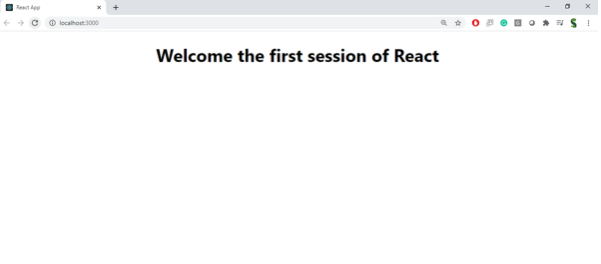 React App
localhost:3000
Welcome the first session of React